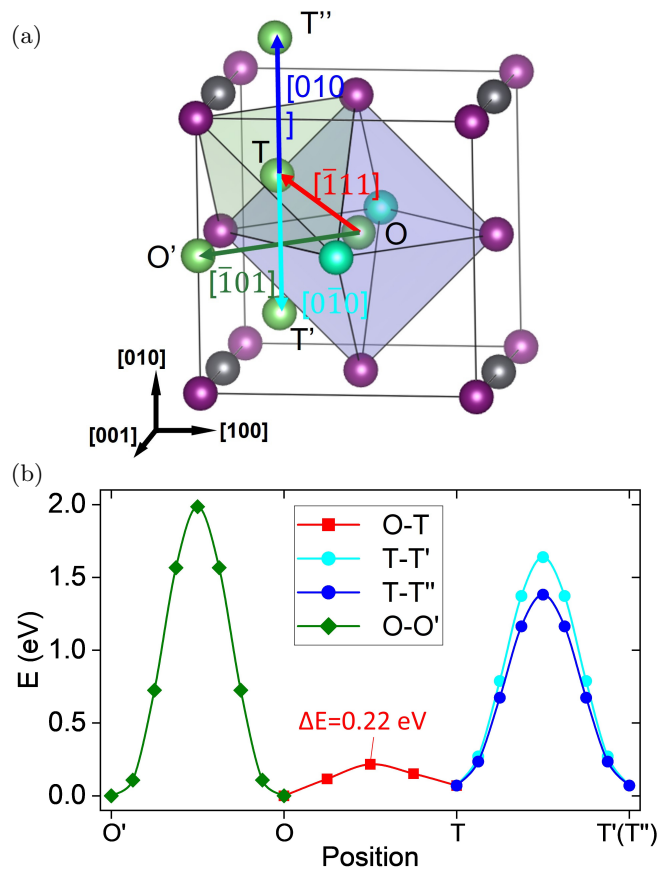 (a)
T''
[010
]
T
[1̄11]
O
O'
[1̄01]
[01̄0]
T'
[010]
[001]
[100]
(b)
2.0
1.5
1.0
0.5
0.0
E (eV)
O-T
T-T'
T-T''
O-O'
ΔE=0.22 eV
O'
O
T
T'(T'')
Position